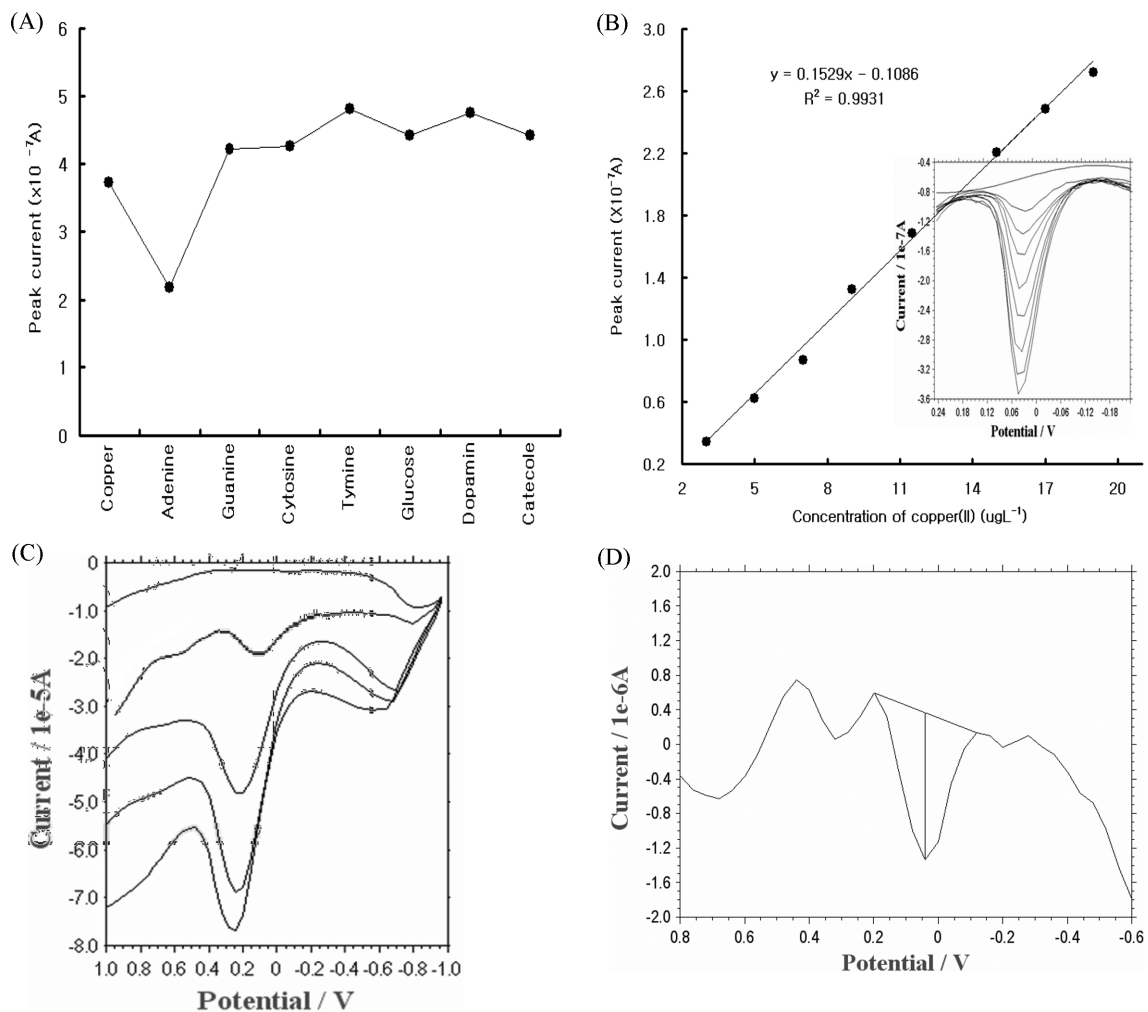 (A)
6
5
4
3
2
1
0
Peak current (x10 ⁻⁷A)
Copper
Adenine
Guanine
Cytosine
Tymine
Glucose
Dopamin
Catecole
(B)
3.0
2.6
2.2
1.8
1.4
1.0
0.6
0.2
Peak current (X10⁻⁷A)
y = 0.1529x − 0.1086
R² = 0.9931
-0.4
-0.8
-1.2
-1.6
-2.0
-2.4
-2.8
-3.2
-3.6
Current / 1e-7A
0.24 0.18 0.12 0.06 0 -0.06 -0.12 -0.18
Potential / V
2 5 8 11 14 17 20
Concentration of copper(II) (ugL⁻¹)
(C)
0
-1.0
-2.0
-3.0
-4.0
-5.0
-6.0
-7.0
-8.0
Current / 1e-5A
1.0 0.8 0.6 0.4 0.2 0 -0.2 -0.4 -0.6 -0.8 -1.0
Potential / V
(D)
2.0
1.6
1.2
0.8
0.4
0
-0.4
-0.8
-1.2
-1.6
-2.0
Current / 1e-6A
0.8 0.6 0.4 0.2 0 -0.2 -0.4 -0.6
Potential / V